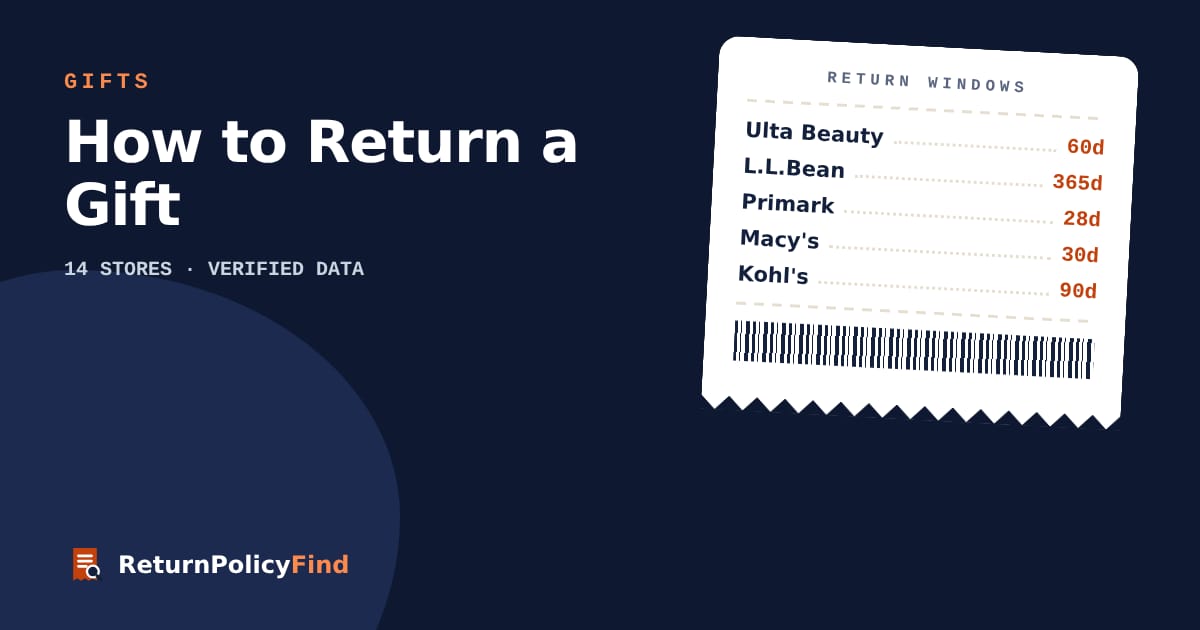 GIFTS
How to Return a
Gift
14 STORES · VERIFIED DATA
RETURN WINDOWS
Ulta Beauty 60d
L.L.Bean 365d
Primark 28d
Macy's 30d
Kohl's 90d
ReturnPolicyFind